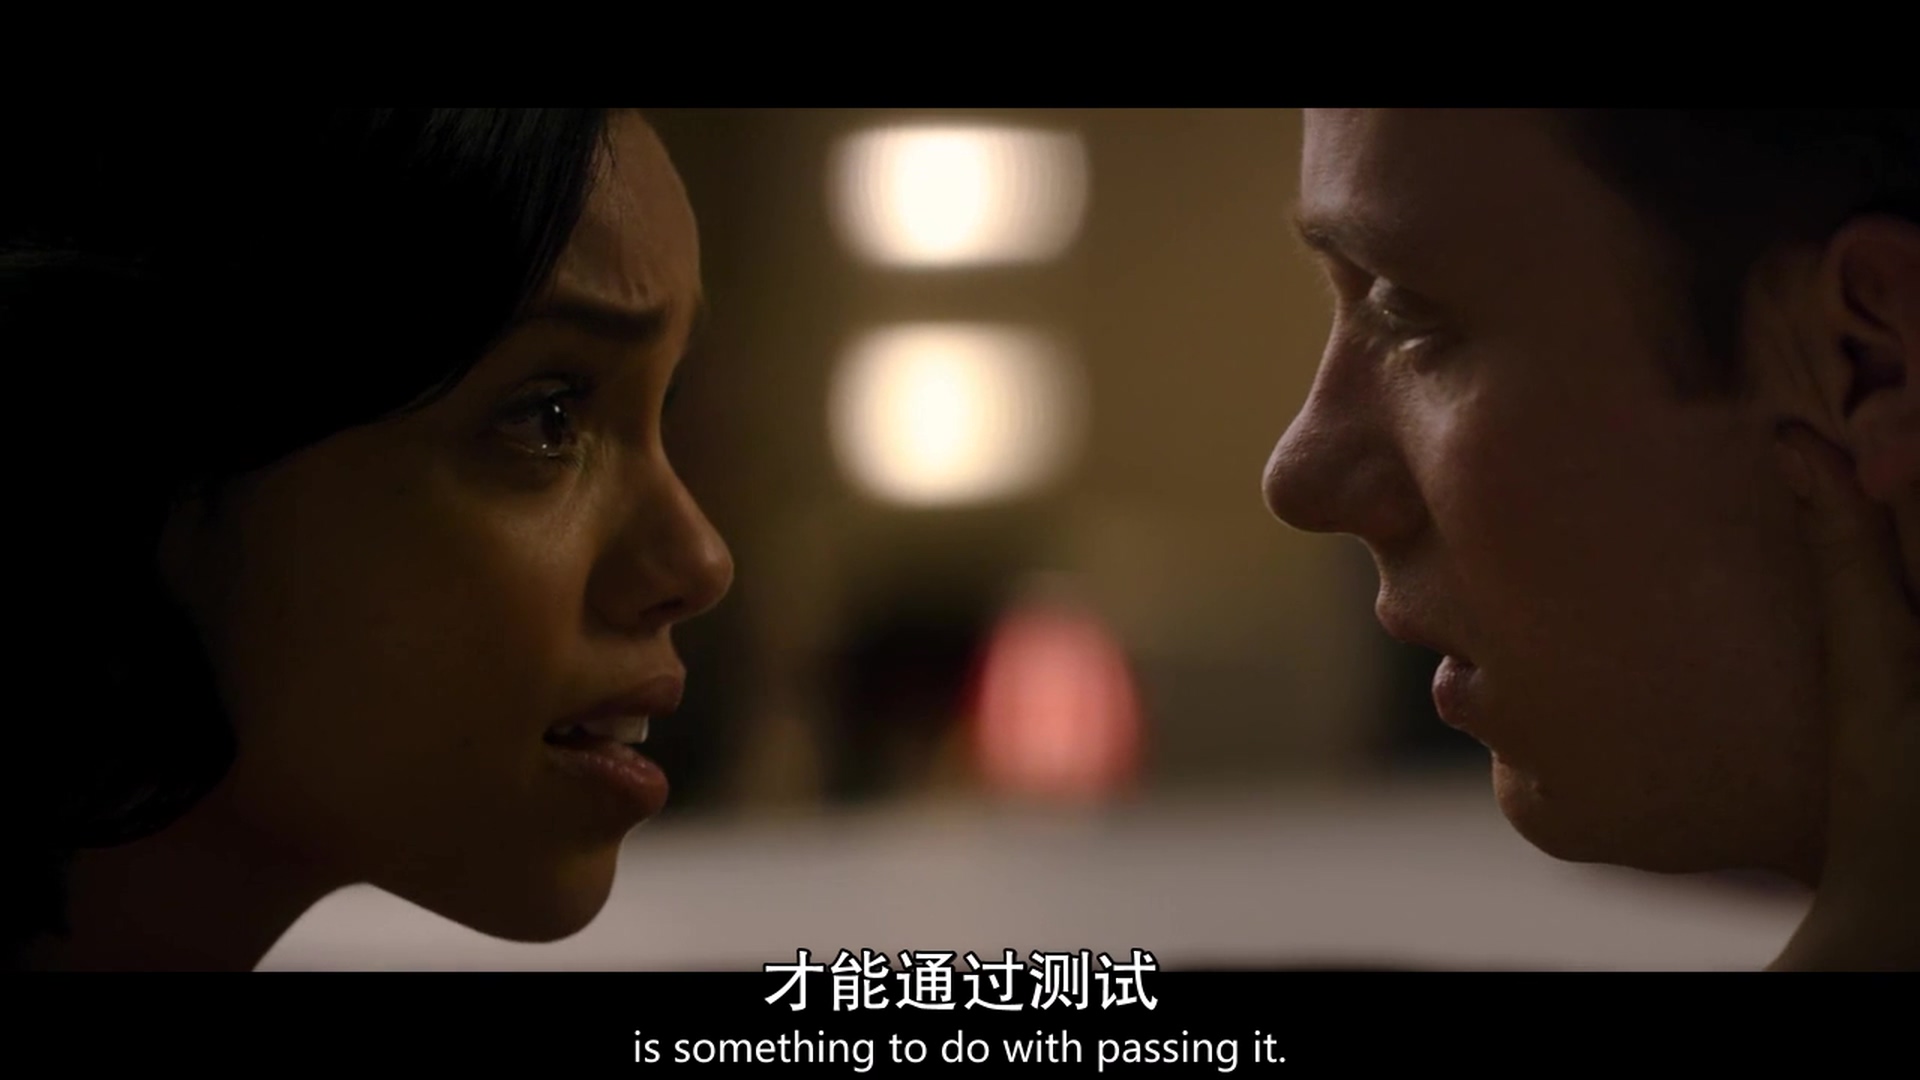 才能通过测试
is something to do with passing it.